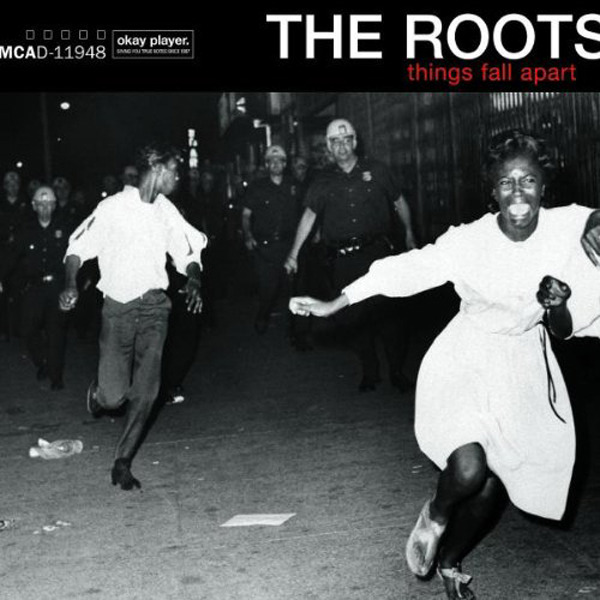 MCAD-11948
okay player.
THE ROOTS
things fall apart